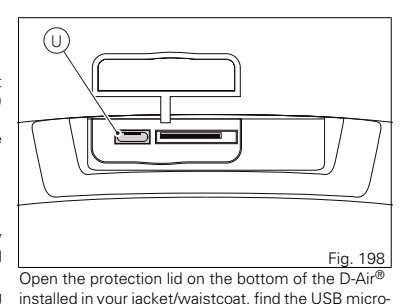 U
Fig. 198
Open the protection lid on the bottom of the D-Air®
installed in your jacket/waistcoat, find the USB micro-